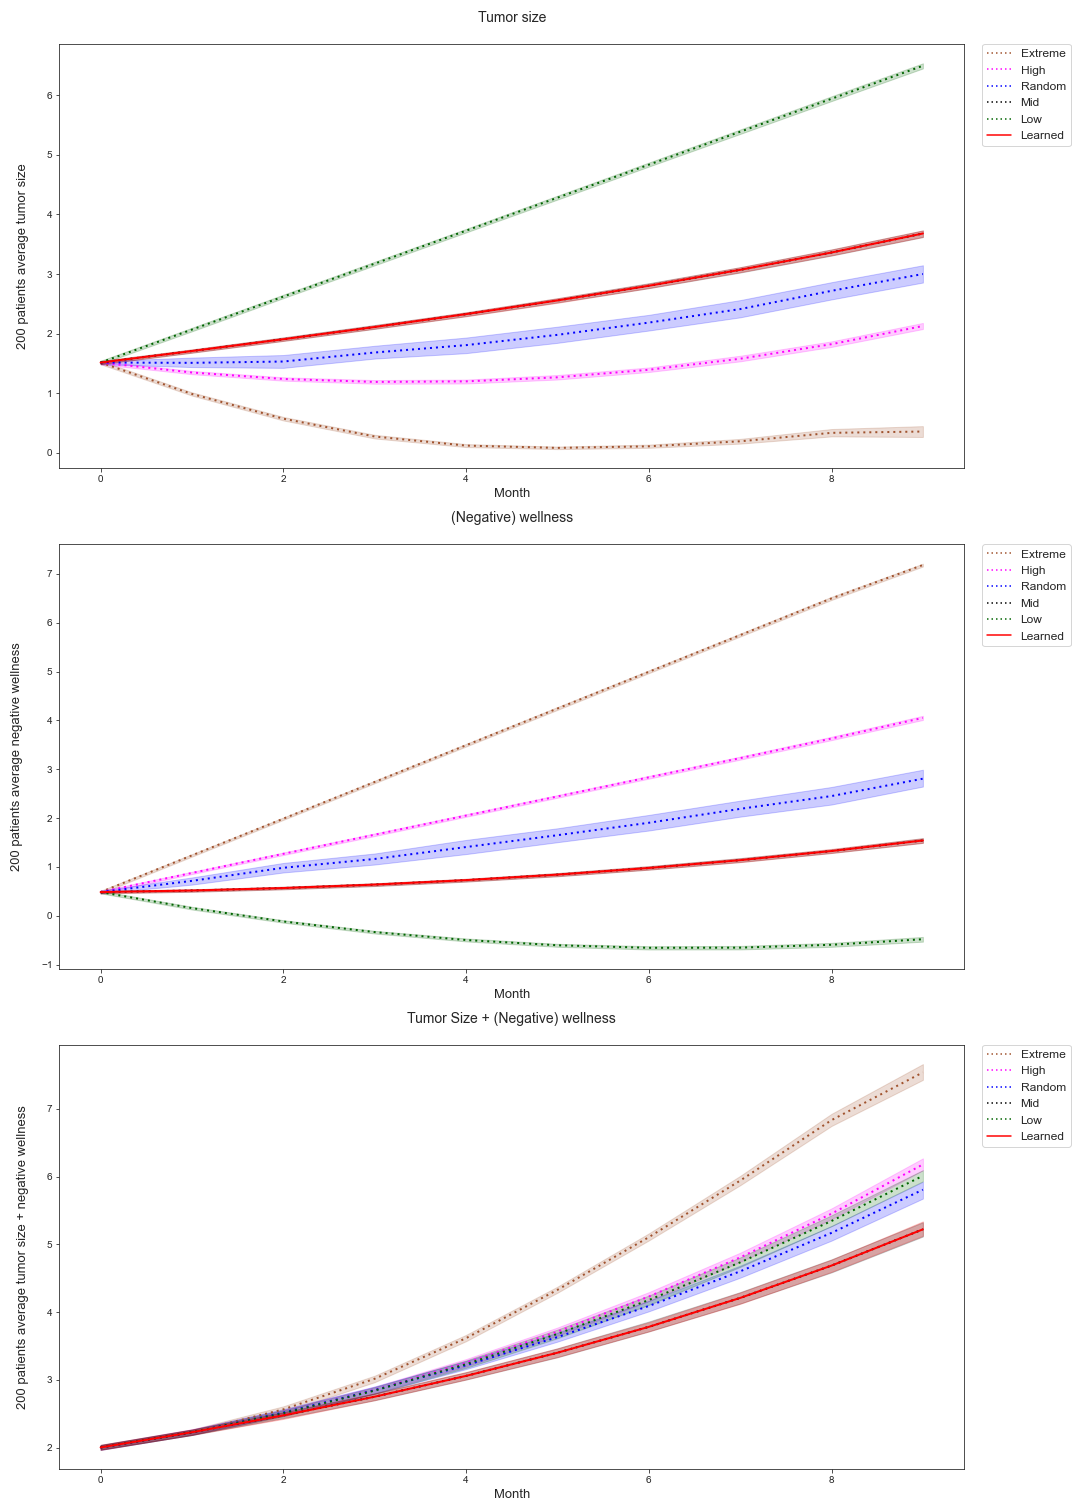 Tumor size
200 patients average tumor size
6
5
4
3
2
1
0
0 2 4 6 8
Month
Extreme
High
Random
Mid
Low
Learned
(Negative) wellness
200 patients average negative wellness
7
6
5
4
3
2
1
0
−1
0 2 4 6 8
Month
Extreme
High
Random
Mid
Low
Learned
Tumor Size + (Negative) wellness
200 patients average tumor size + negative wellness
7
6
5
4
3
2
0 2 4 6 8
Month
Extreme
High
Random
Mid
Low
Learned